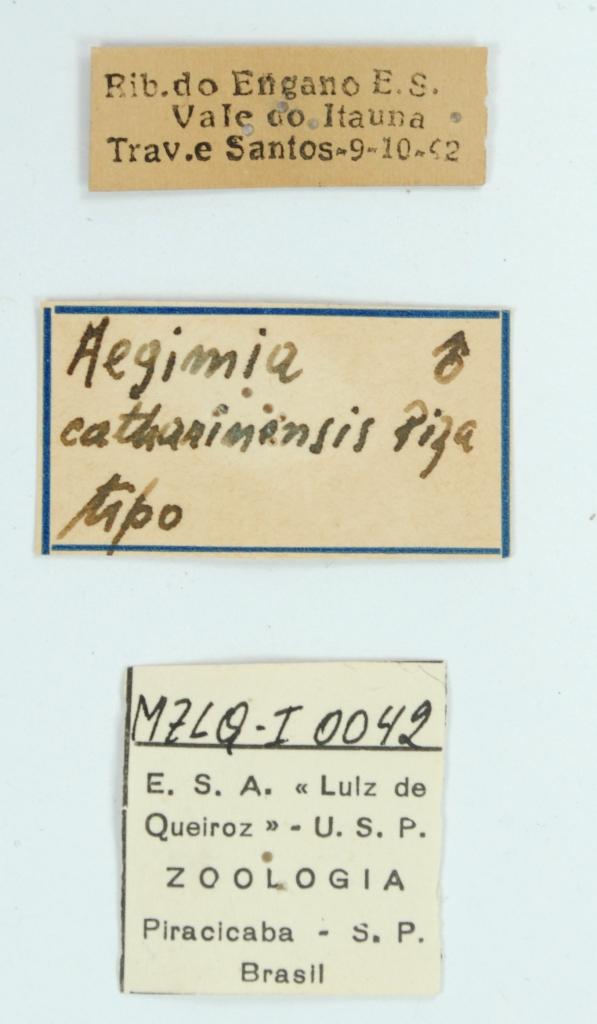 Rib.do Engano E.S.
Vale do Itauna
Trav.e Santos-9-10-42
Aegimia ♂
catharinensis Piza
tipo
MZLQ-I 0042
E. S. A. « Luiz de
Queiroz » - U. S. P.
ZOOLOGIA
Piracicaba - S. P.
Brasil